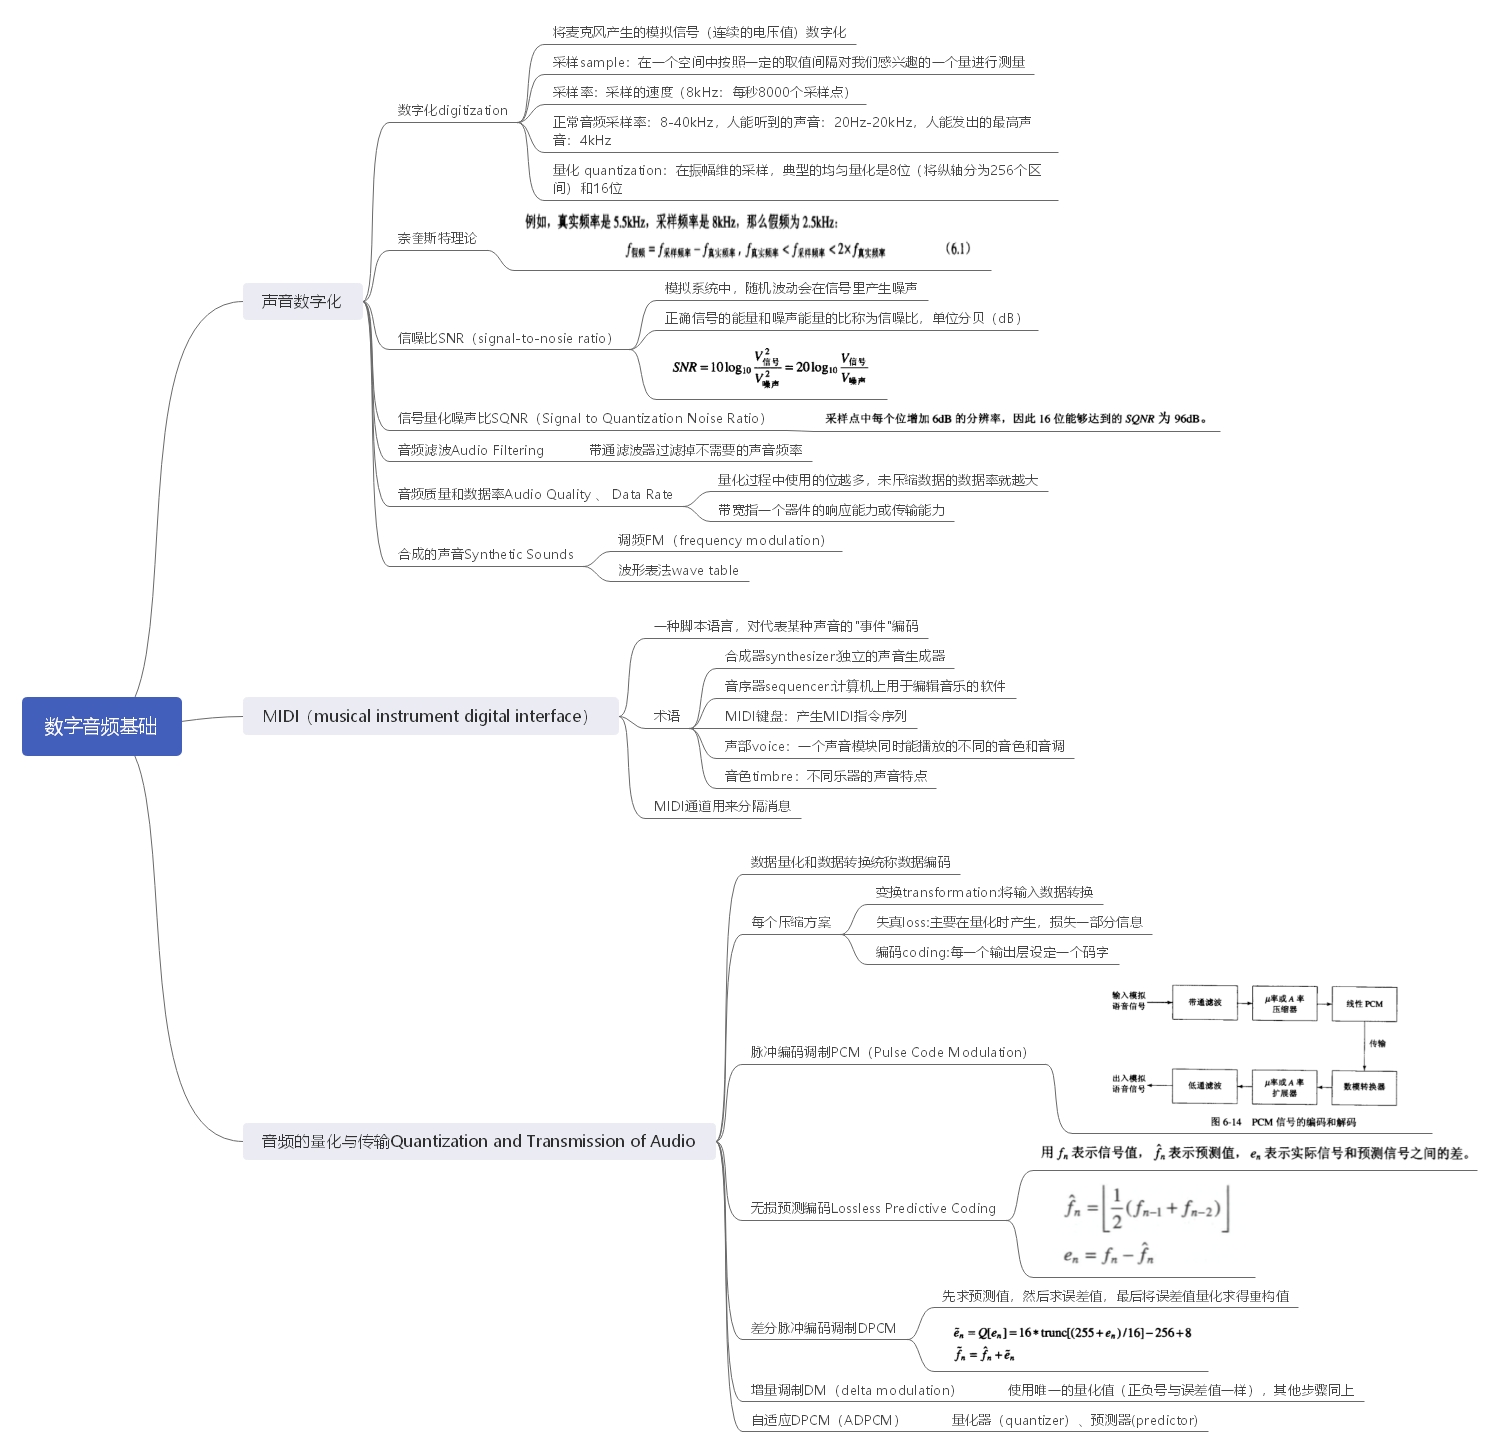 数字音频基础
声音数字化
数字化digitization
将麦克风产生的模拟信号（连续的电压值）数字化
采样sample：在一个空间中按照一定的取值间隔对我们感兴趣的一个量进行测量
采样率：采样的速度（8kHz：每秒8000个采样点）
正常音频采样率：8-40kHz，人能听到的声音：20Hz-20kHz，人能发出的最高声
音：4kHz
量化 quantization：在振幅维的采样，典型的均匀量化是8位（将纵轴分为256个区
间）和16位
奈奎斯特理论
例如，真实频率是 5.5kHz，采样频率是 8kHz，那么假频为 2.5kHz：
f假频 = f采样频率 − f真实频率，f真实频率 < f采样频率 < 2×f真实频率 （6.1）
信噪比SNR（signal-to-nosie ratio）
模拟系统中，随机波动会在信号里产生噪声
正确信号的能量和噪声能量的比称为信噪比，单位分贝（dB）
SNR = 10 log₁₀ V²信号/V²噪声 = 20 log₁₀ V信号/V噪声
信号量化噪声比SQNR（Signal to Quantization Noise Ratio）
采样点中每个位增加 6dB 的分辨率，因此 16 位能够达到的 SQNR 为 96dB。
音频滤波Audio Filtering
带通滤波器过滤掉不需要的声音频率
音频质量和数据率Audio Quality 、 Data Rate
量化过程中使用的位越多，未压缩数据的数据率就越大
带宽指一个器件的响应能力或传输能力
合成的声音Synthetic Sounds
调频FM（frequency modulation）
波形表法wave table
MIDI（musical instrument digital interface）
一种脚本语言，对代表某种声音的"事件"编码
术语
合成器synthesizer:独立的声音生成器
音序器sequencer:计算机上用于编辑音乐的软件
MIDI键盘：产生MIDI指令序列
声部voice：一个声音模块同时能播放的不同的音色和音调
音色timbre：不同乐器的声音特点
MIDI通道用来分隔消息
音频的量化与传输Quantization and Transmission of Audio
数据量化和数据转换统称数据编码
每个压缩方案
变换transformation:将输入数据转换
失真loss:主要在量化时产生，损失一部分信息
编码coding:每一个输出层设定一个码字
脉冲编码调制PCM（Pulse Code Modulation）
输入模拟
语音信号
带通滤波
μ率或 A 率
压缩器
线性 PCM
传输
出入模拟
语音信号
低通滤波
μ率或 A 率
扩展器
数模转换器
图 6-14 PCM 信号的编码和解码
无损预测编码Lossless Predictive Coding
用 fₙ 表示信号值， f̂ₙ 表示预测值， eₙ 表示实际信号和预测信号之间的差。
f̂ₙ = ⌊1/2 (fₙ₋₁ + fₙ₋₂)⌋
eₙ = fₙ − f̂ₙ
差分脉冲编码调制DPCM
先求预测值，然后求误差值，最后将误差值量化求得重构值
ẽₙ = Q[eₙ] = 16 * trunc[(255 + eₙ) / 16] − 256 + 8
f̃ₙ = f̂ₙ + ẽₙ
增量调制DM（delta modulation）
使用唯一的量化值（正负号与误差值一样），其他步骤同上
自适应DPCM（ADPCM）
量化器（quantizer）、预测器(predictor)